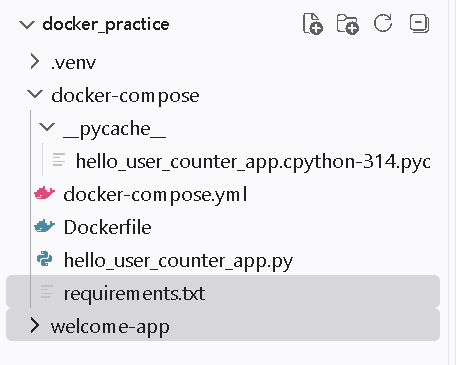 docker_practice
.venv
docker-compose
__pycache__
hello_user_counter_app.cpython-314.pyc
docker-compose.yml
Dockerfile
hello_user_counter_app.py
requirements.txt
welcome-app